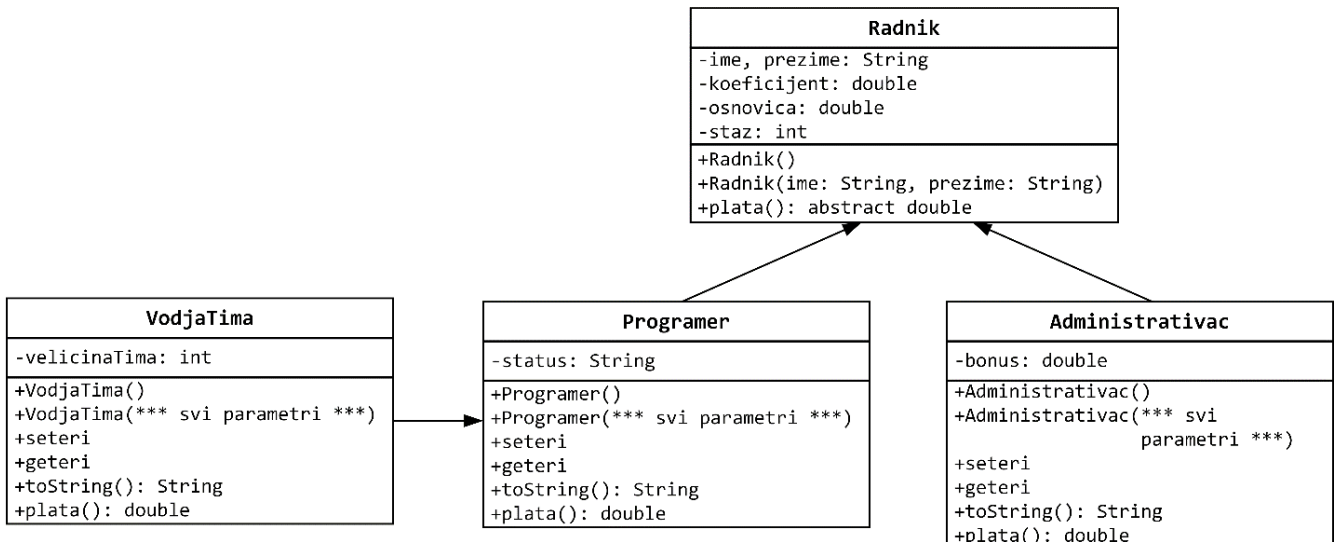 Radnik
-ime, prezime: String
-koeficijent: double
-osnovica: double
-staz: int
+Radnik()
+Radnik(ime: String, prezime: String)
+plata(): abstract double
VodjaTima
-velicinaTima: int
+VodjaTima()
+VodjaTima(*** svi parametri ***)
+seteri
+geteri
+toString(): String
+plata(): double
Programer
-status: String
+Programer()
+Programer(*** svi parametri ***)
+seteri
+geteri
+toString(): String
+plata(): double
Administrativac
-bonus: double
+Administrativac()
+Administrativac(*** svi
parametri ***)
+seteri
+geteri
+toString(): String
+plata(): double